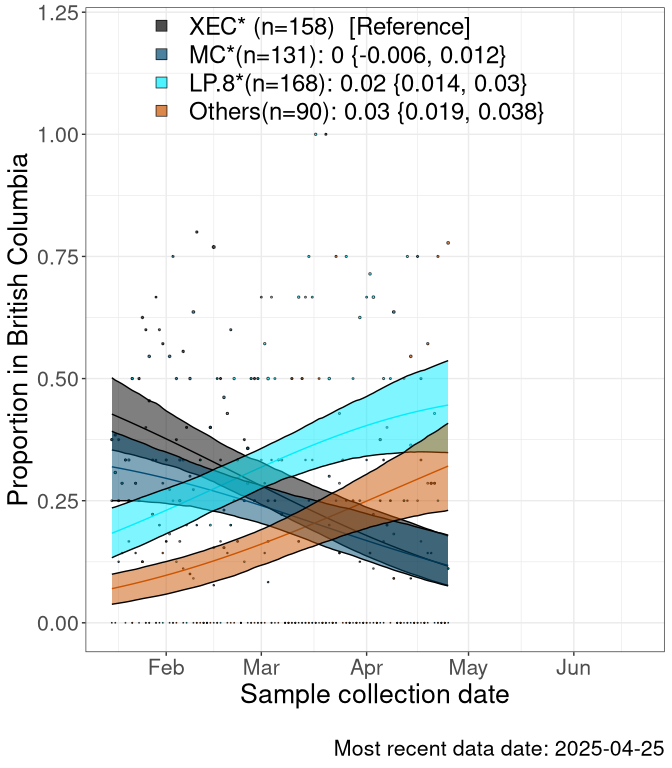 XEC* (n=158)  [Reference]
MC*(n=131): 0 {-0.006, 0.012}
LP.8*(n=168): 0.02 {0.014, 0.03}
Others(n=90): 0.03 {0.019, 0.038}
1.25
1.00
0.75
0.50
0.25
0.00
Proportion in British Columbia
Feb Mar Apr May Jun
Sample collection date
Most recent data date: 2025-04-25